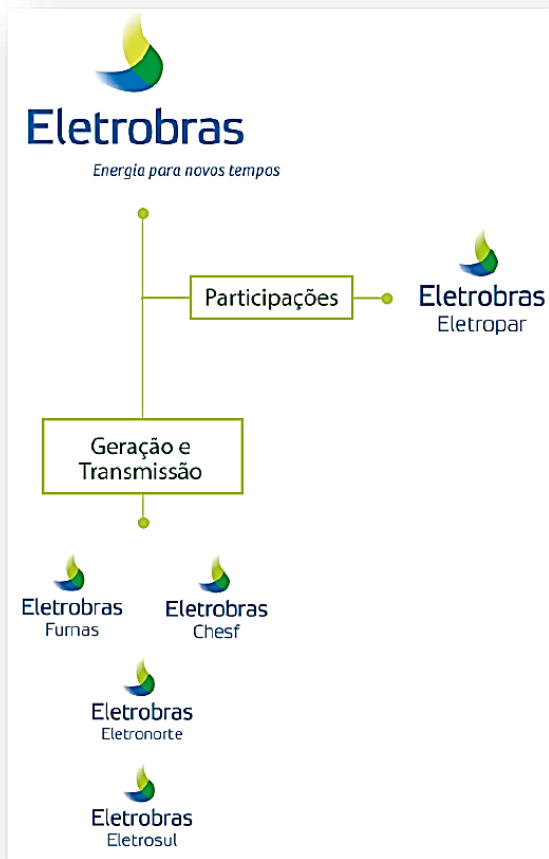 Eletrobras
Energia para novos tempos
Participações
Eletrobras
Eletropar
Geração e
Transmissão
Eletrobras
Furnas
Eletrobras
Chesf
Eletrobras
Eletronorte
Eletrobras
Eletrosul